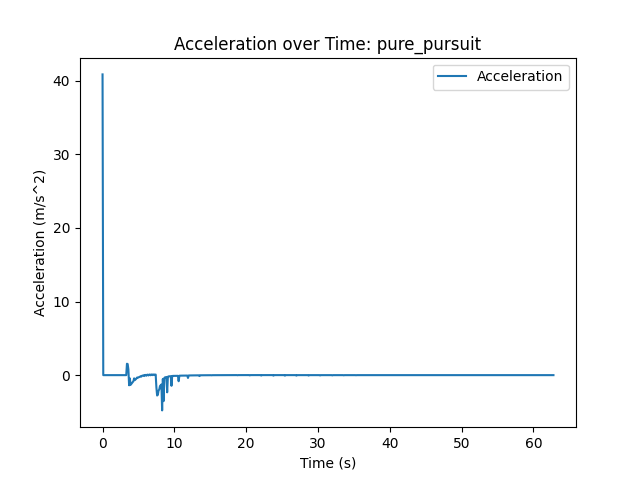 Acceleration over Time: pure_pursuit
Acceleration
Acceleration (m/s^2)
40
30
20
10
0
0 10 20 30 40 50 60
Time (s)